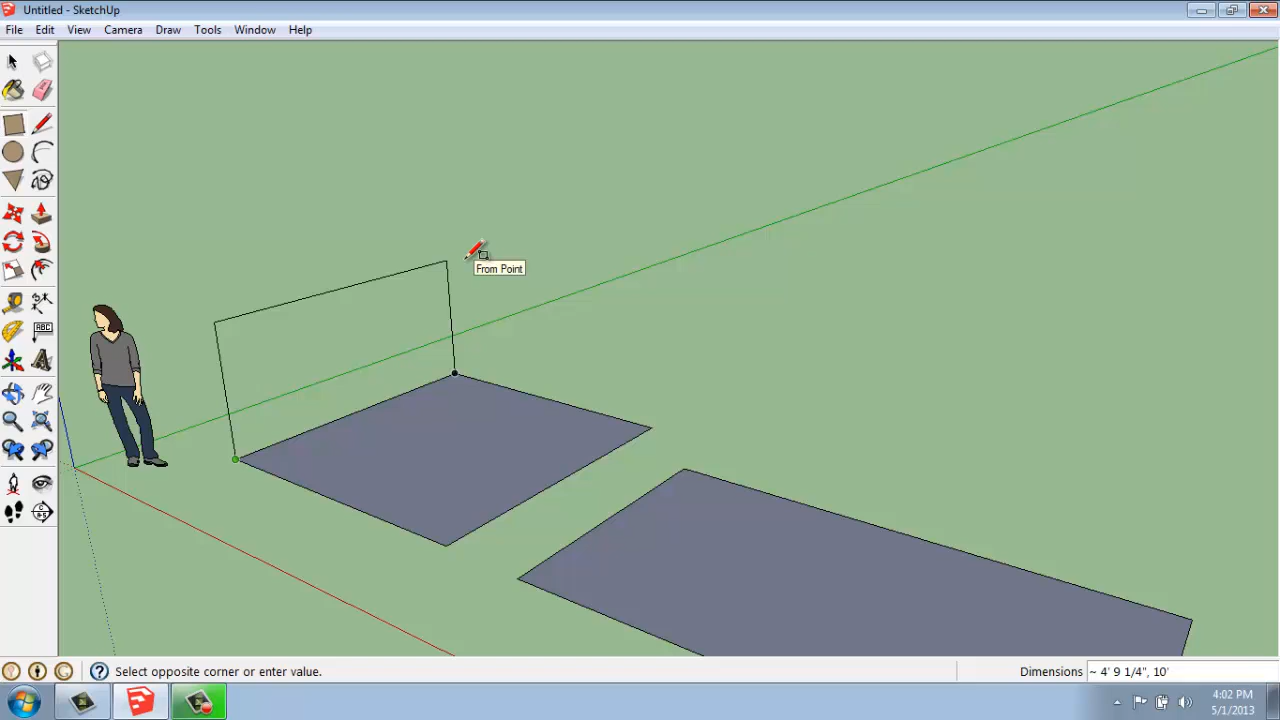 Untitled - SketchUp
File Edit View Camera Draw Tools Window Help
From Point
ABC
Select opposite corner or enter value.
Dimensions ~ 4' 9 1/4", 10'
4:02 PM
5/1/2013